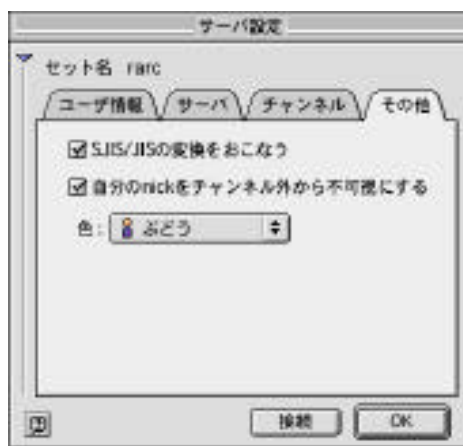 サーバ設定
セット名 rarc
ユーザ情報 サーバ チャンネル その他
SJIS/JISの変換をおこなう
自分のnickをチャンネル外から不可視にする
色: ぶどう
接続 OK